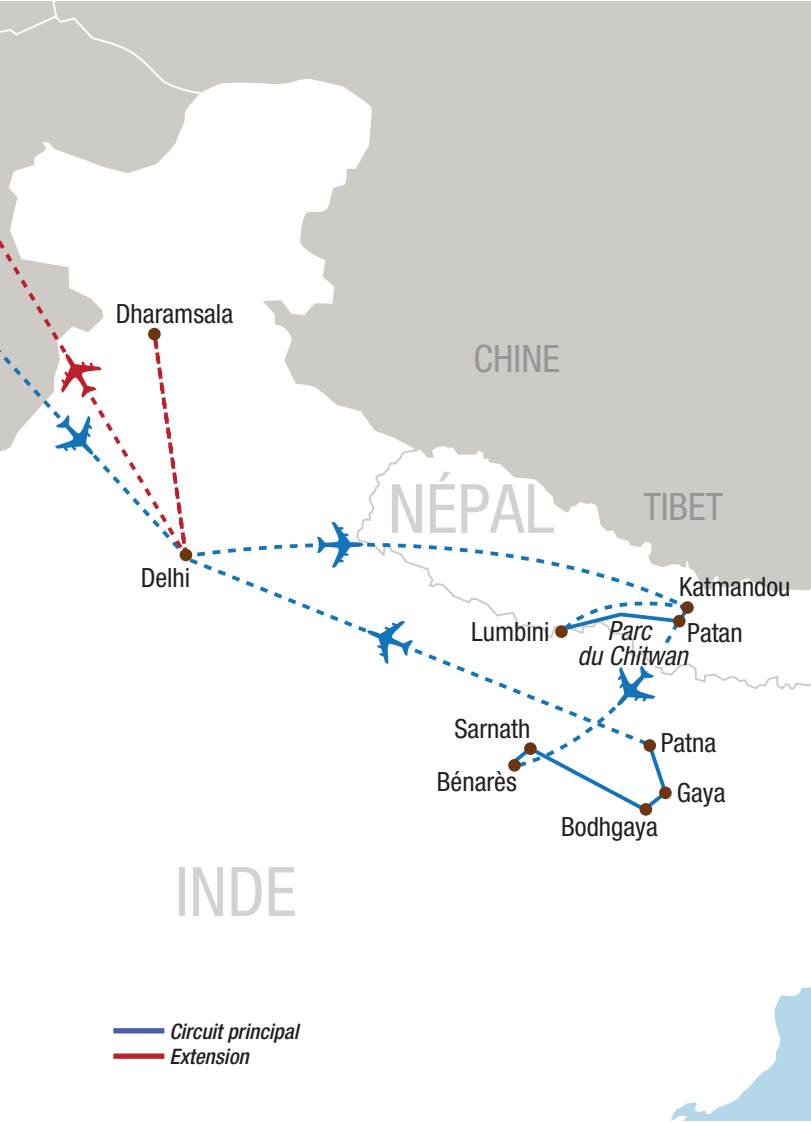 Dharamsala
CHINE
NÉPAL
TIBET
Delhi
Katmandou
Lumbini
Parc
du Chitwan
Patan
Sarnath
Patna
Bénarès
Gaya
Bodhgaya
INDE
Circuit principal
Extension